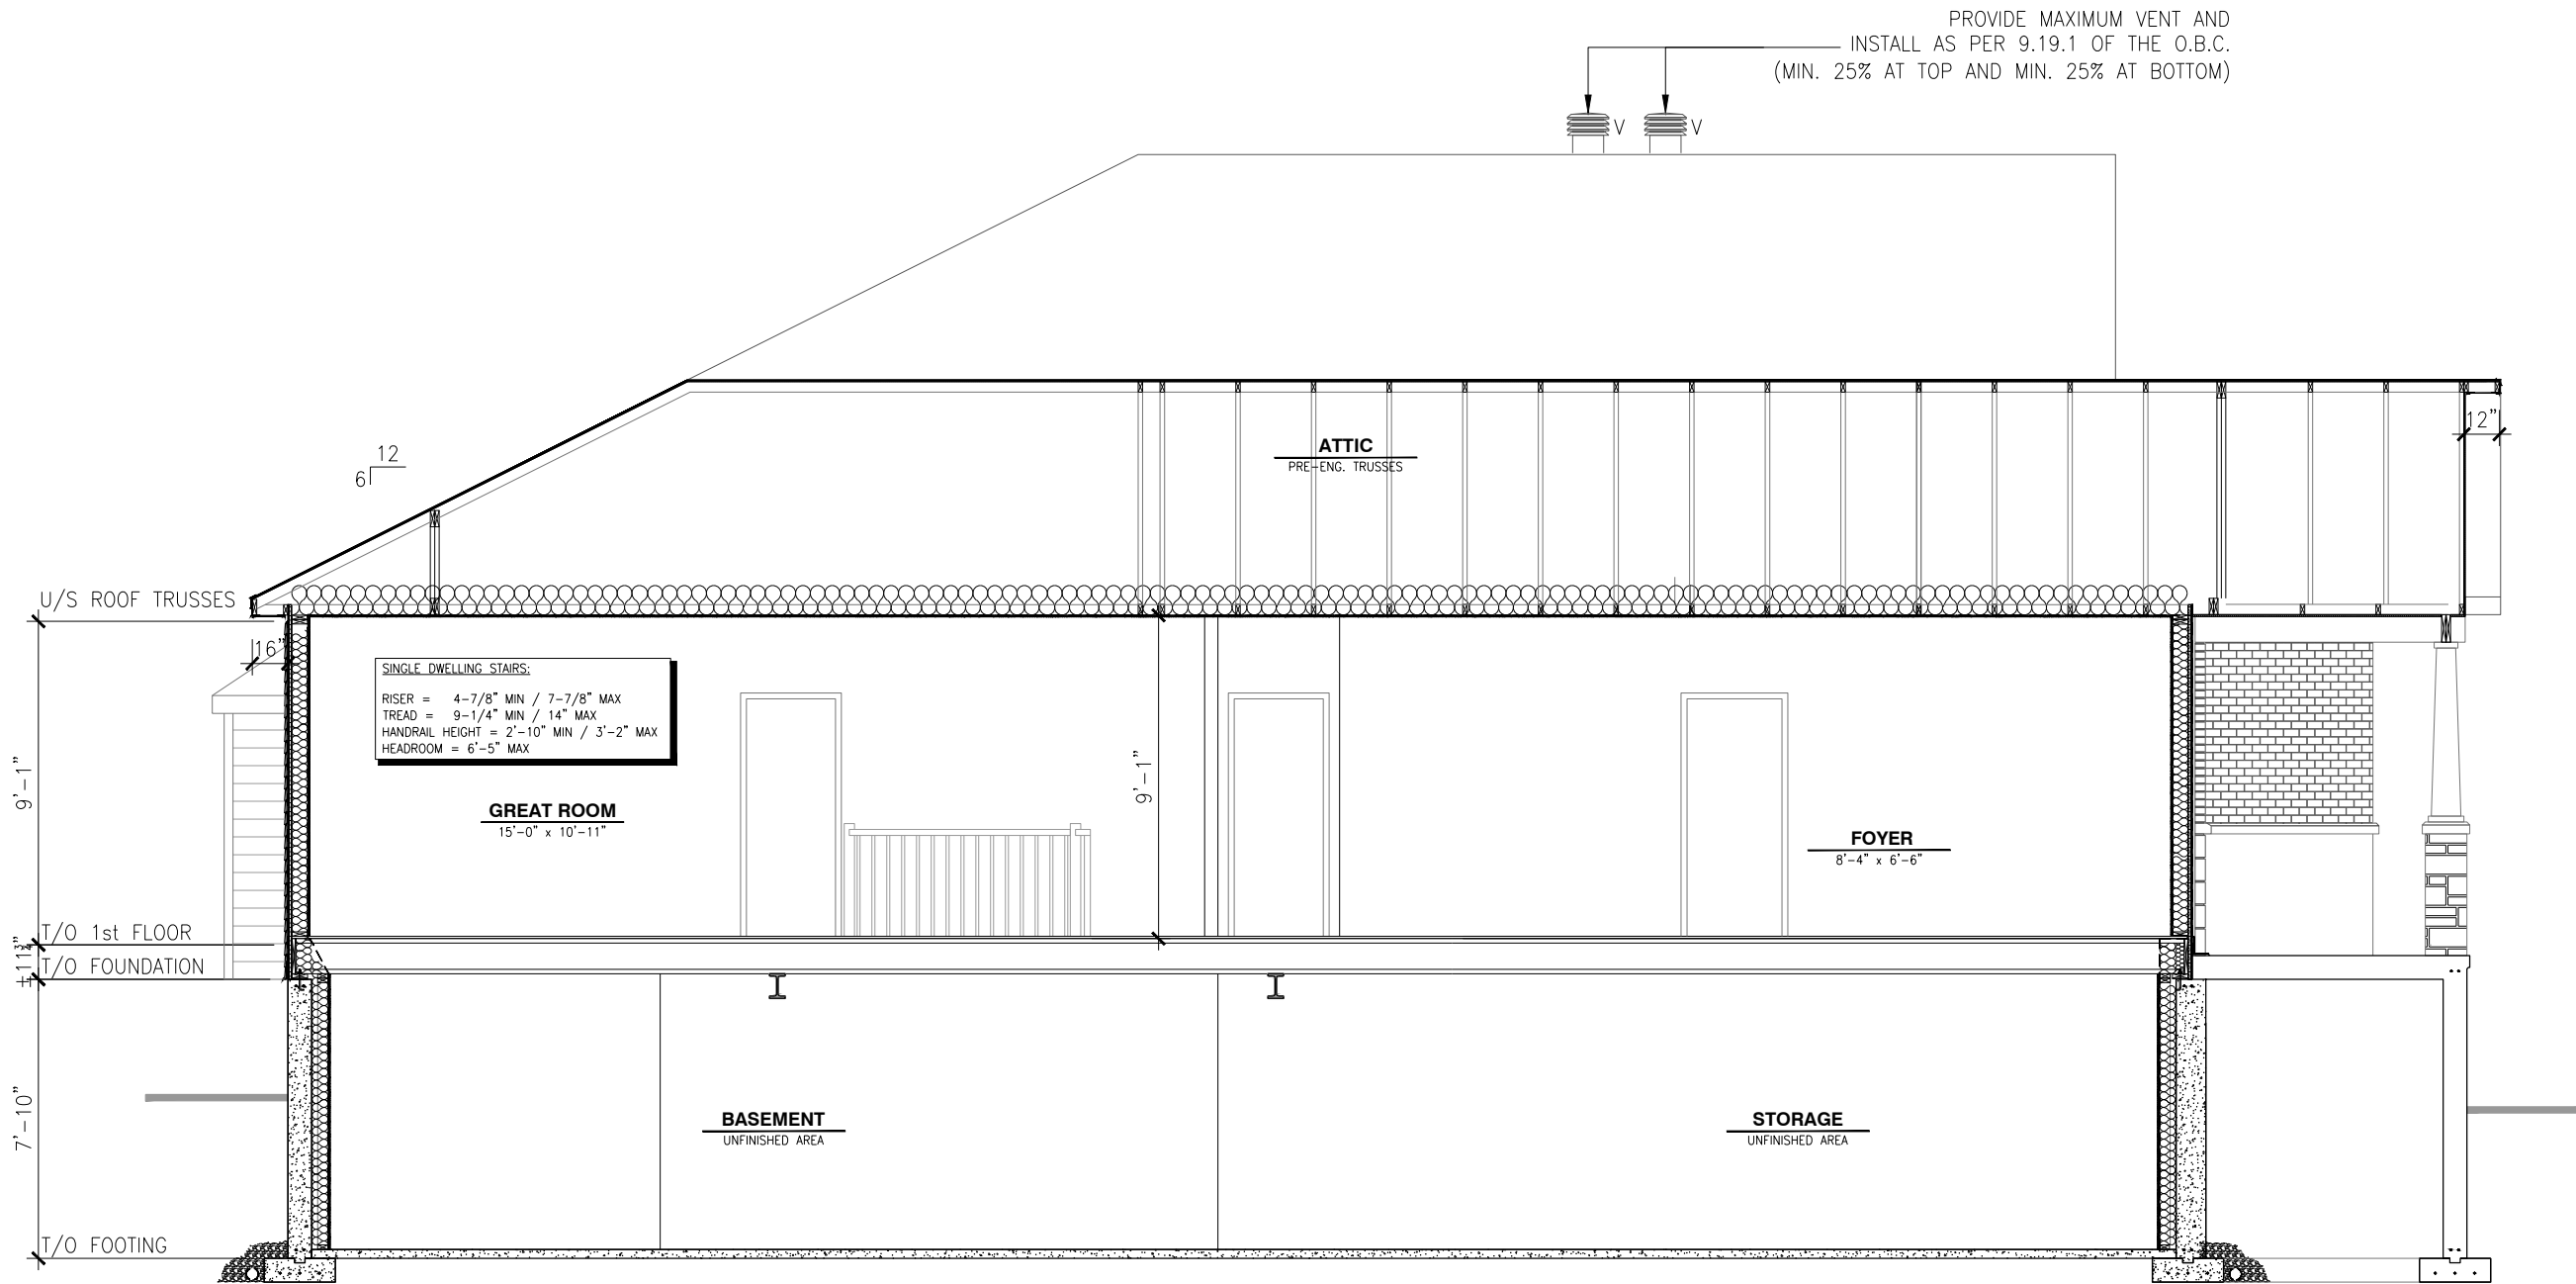 PROVIDE MAXIMUM VENT AND
INSTALL AS PER 9.19.1 OF THE O.B.C.
(MIN. 25% AT TOP AND MIN. 25% AT BOTTOM)
V
V
12
6
12"
ATTIC
PRE-ENG. TRUSSES
U/S ROOF TRUSSES
16"
SINGLE DWELLING STAIRS:
RISER = 4-7/8" MIN / 7-7/8" MAX
TREAD = 9-1/4" MIN / 14" MAX
HANDRAIL HEIGHT = 2'-10" MIN / 3'-2" MAX
HEADROOM = 6'-5" MAX
9'-1"
9'-1"
GREAT ROOM
15'-0" x 10'-11"
FOYER
8'-4" x 6'-6"
T/O 1st FLOOR
T/O FOUNDATION
7'-10"
BASEMENT
UNFINISHED AREA
STORAGE
UNFINISHED AREA
T/O FOOTING